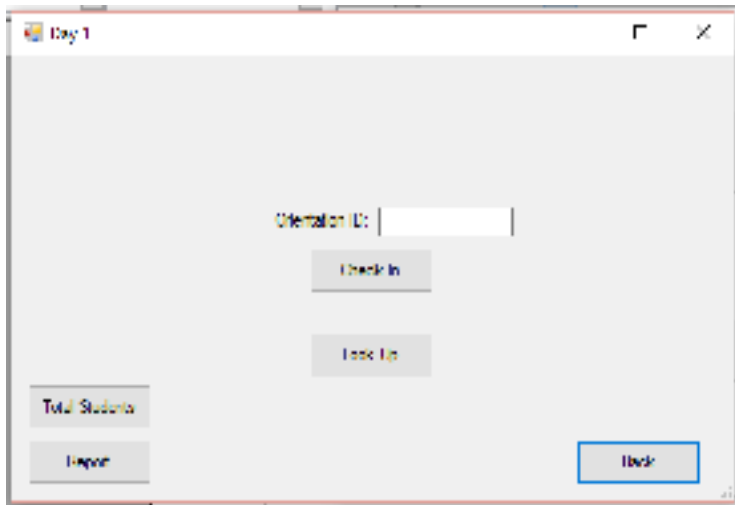 Day 1
Orientation ID:
Check In
Look Up
Total Students
Report
Back